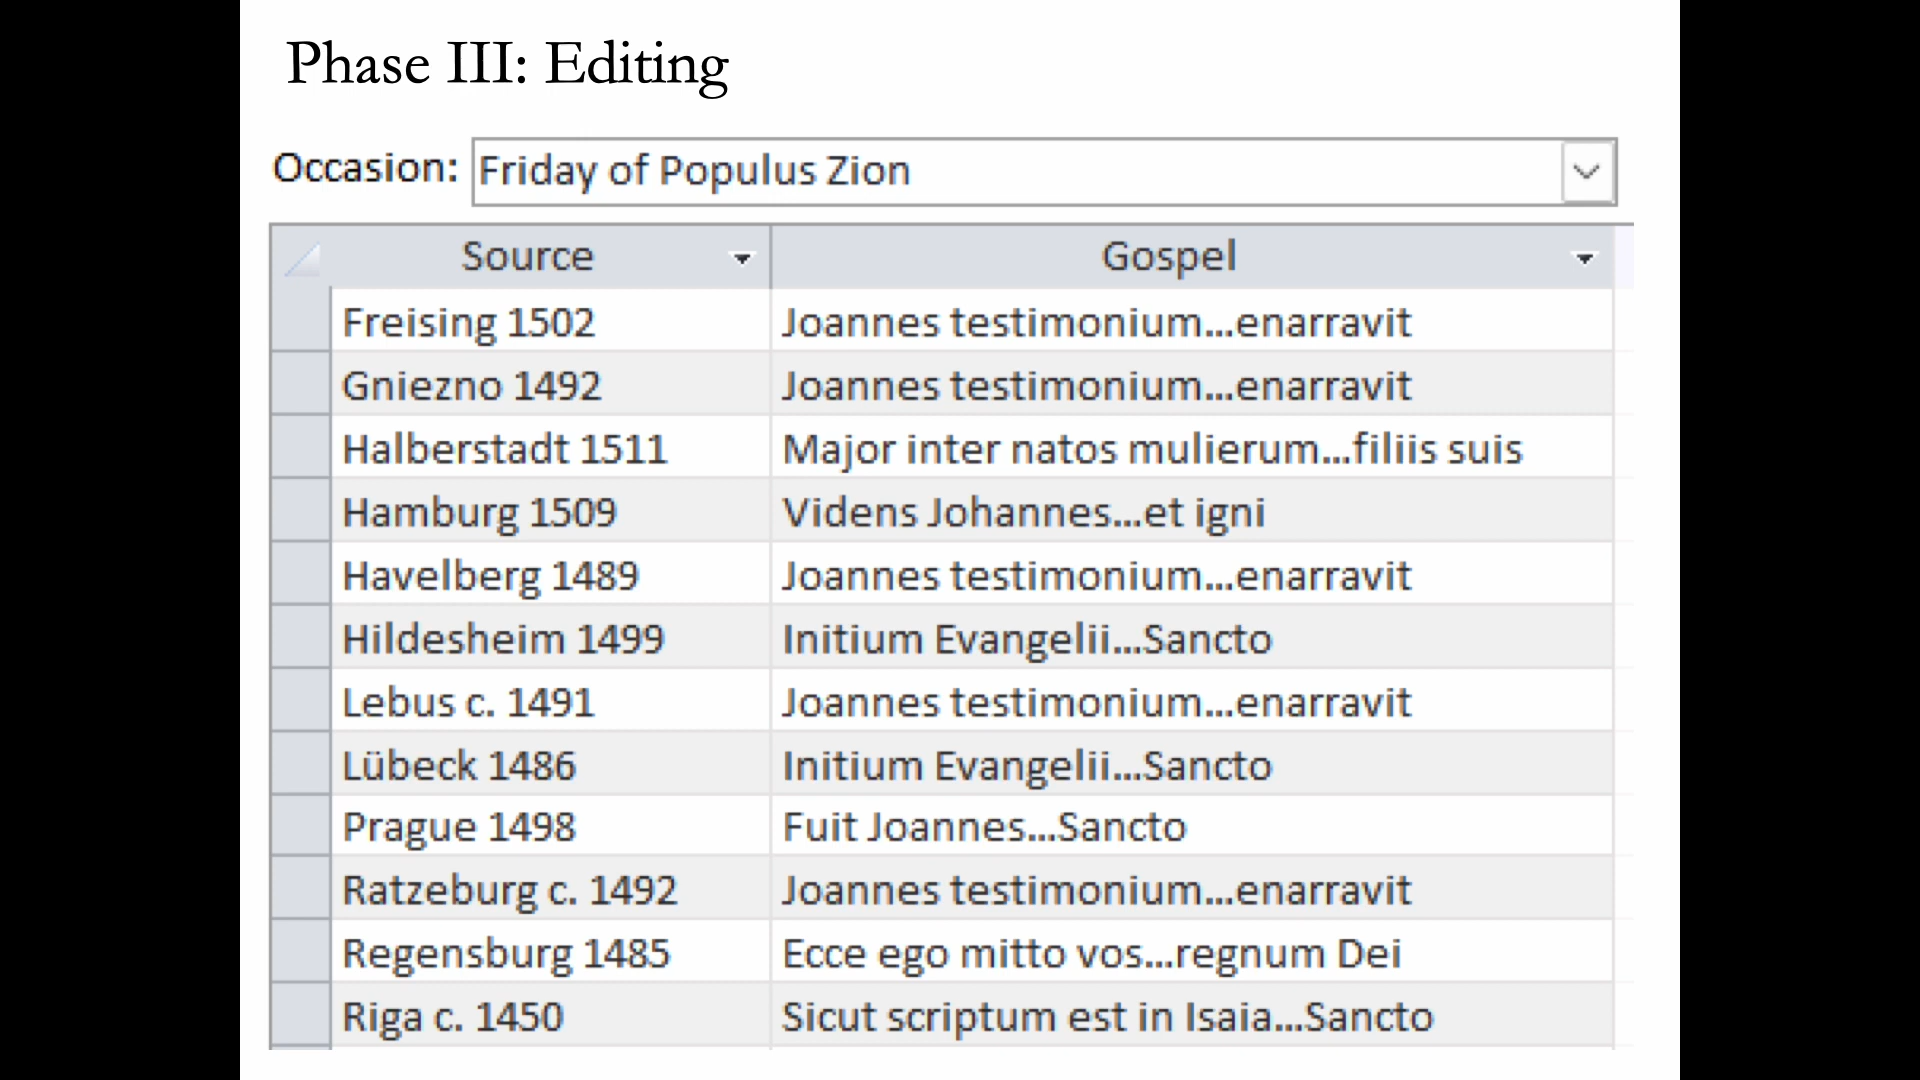 Phase III: Editing
Occasion: Friday of Populus Zion
Source Gospel
Freising 1502 Joannes testimonium...enarravit
Gniezno 1492 Joannes testimonium...enarravit
Halberstadt 1511 Major inter natos mulierum...filiis suis
Hamburg 1509 Videns Johannes...et igni
Havelberg 1489 Joannes testimonium...enarravit
Hildesheim 1499 Initium Evangelii...Sancto
Lebus c. 1491 Joannes testimonium...enarravit
Lübeck 1486 Initium Evangelii...Sancto
Prague 1498 Fuit Joannes...Sancto
Ratzeburg c. 1492 Joannes testimonium...enarravit
Regensburg 1485 Ecce ego mitto vos...regnum Dei
Riga c. 1450 Sicut scriptum est in Isaia...Sancto